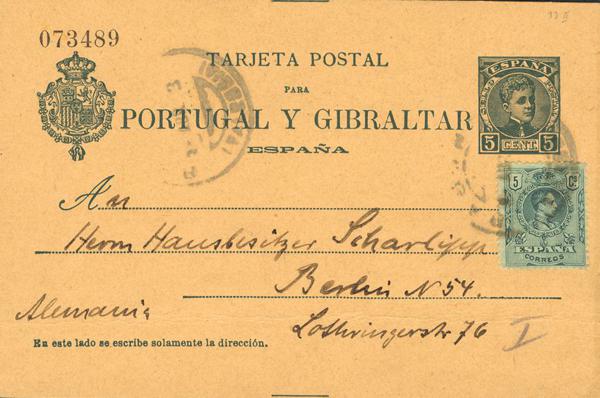 073489
TARJETA POSTAL
PARA
PORTUGAL Y GIBRALTAR
ESPAÑA
ESPAÑA
5 CENT. 5
5 Cs
ESPAÑA
CORREOS
An
Herrn Hausbesitzer Scharlipp
Berlin N 54.
Alemania
Lothringerstr 76
I
En este lado se escribe solamente la dirección.